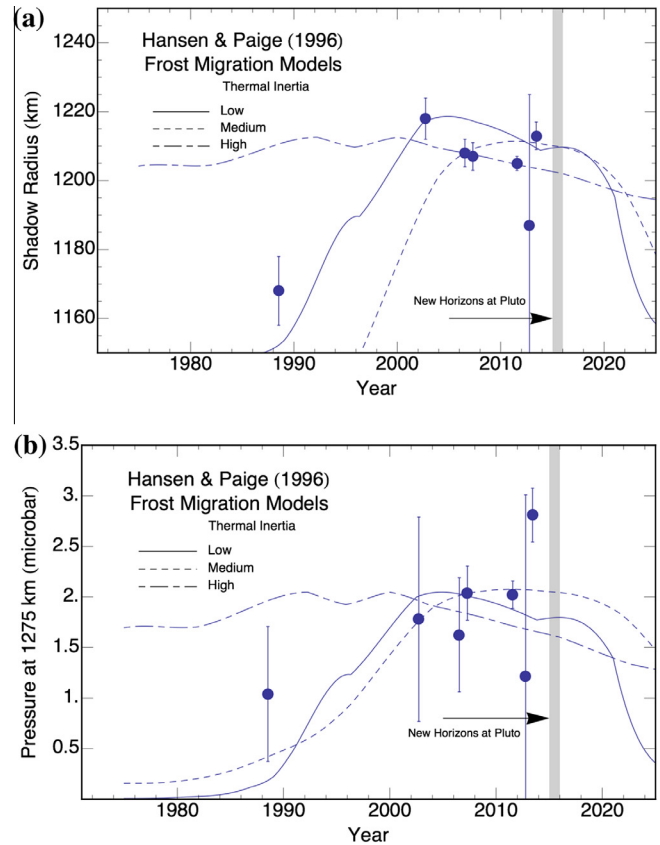 (a)
1240
1220
1200
1180
1160
Shadow Radius (km)
Hansen & Paige (1996)
Frost Migration Models
Thermal Inertia
Low
Medium
High
New Horizons at Pluto
1980
1990
2000
2010
2020
Year
(b)
3.5
3.
2.5
2.
1.5
1.
0.5
Pressure at 1275 km (microbar)
Hansen & Paige (1996)
Frost Migration Models
Thermal Inertia
Low
Medium
High
New Horizons at Pluto
1980
1990
2000
2010
2020
Year